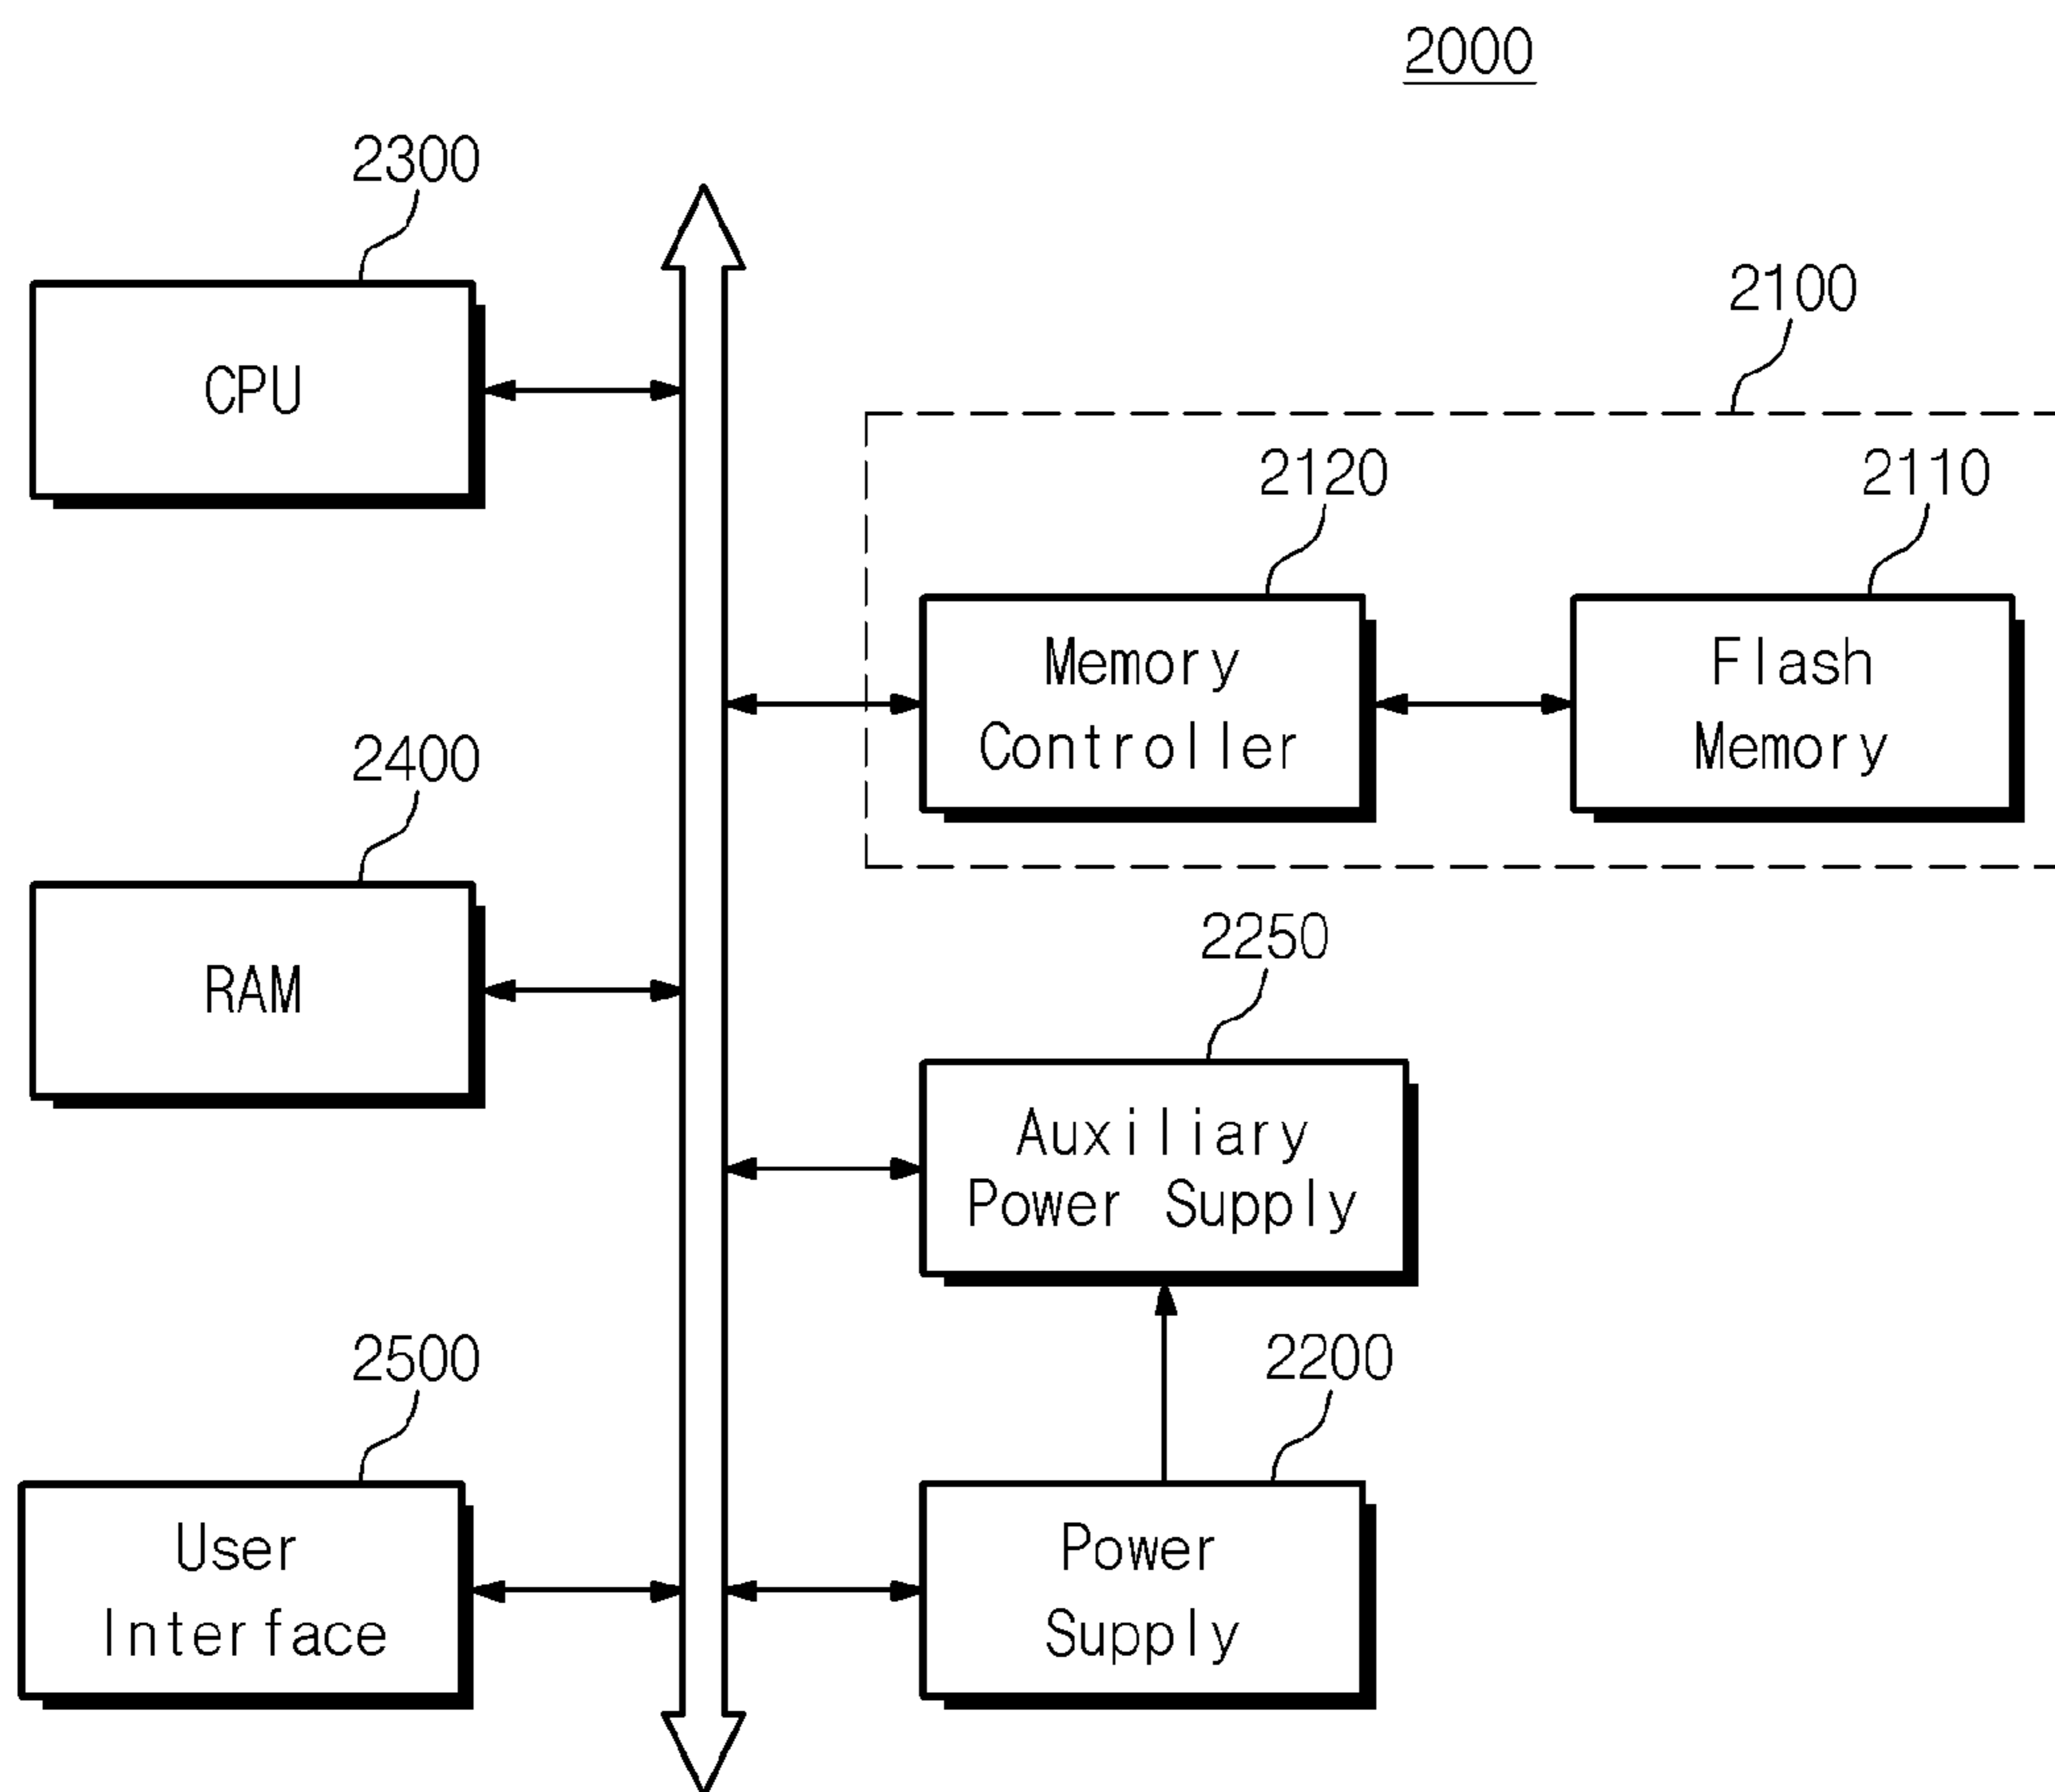 2000
2300
CPU
2100
2120
2110
Memory
Controller
Flash
Memory
2400
RAM
2250
Auxiliary
Power Supply
2500
User
Interface
2200
Power
Supply